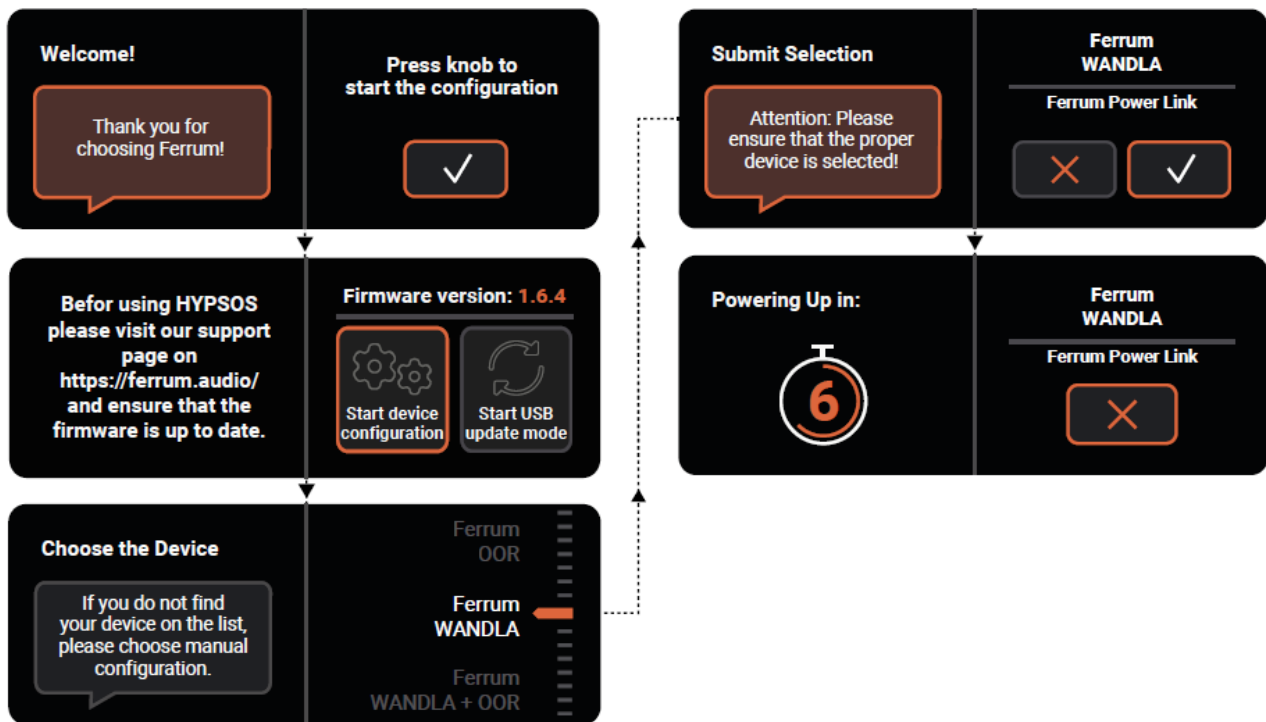 Welcome!
Thank you for
choosing Ferrum!
Press knob to
start the configuration
Befor using HYPSOS
please visit our support
page on
https://ferrum.audio/
and ensure that the
firmware is up to date.
Firmware version: 1.6.4
Start device
configuration
Start USB
update mode
Choose the Device
If you do not find
your device on the list,
please choose manual
configuration.
Ferrum
OOR
Ferrum
WANDLA
Ferrum
WANDLA + OOR
Submit Selection
Attention: Please
ensure that the proper
device is selected!
Ferrum
WANDLA
Ferrum Power Link
Powering Up in:
6
Ferrum
WANDLA
Ferrum Power Link